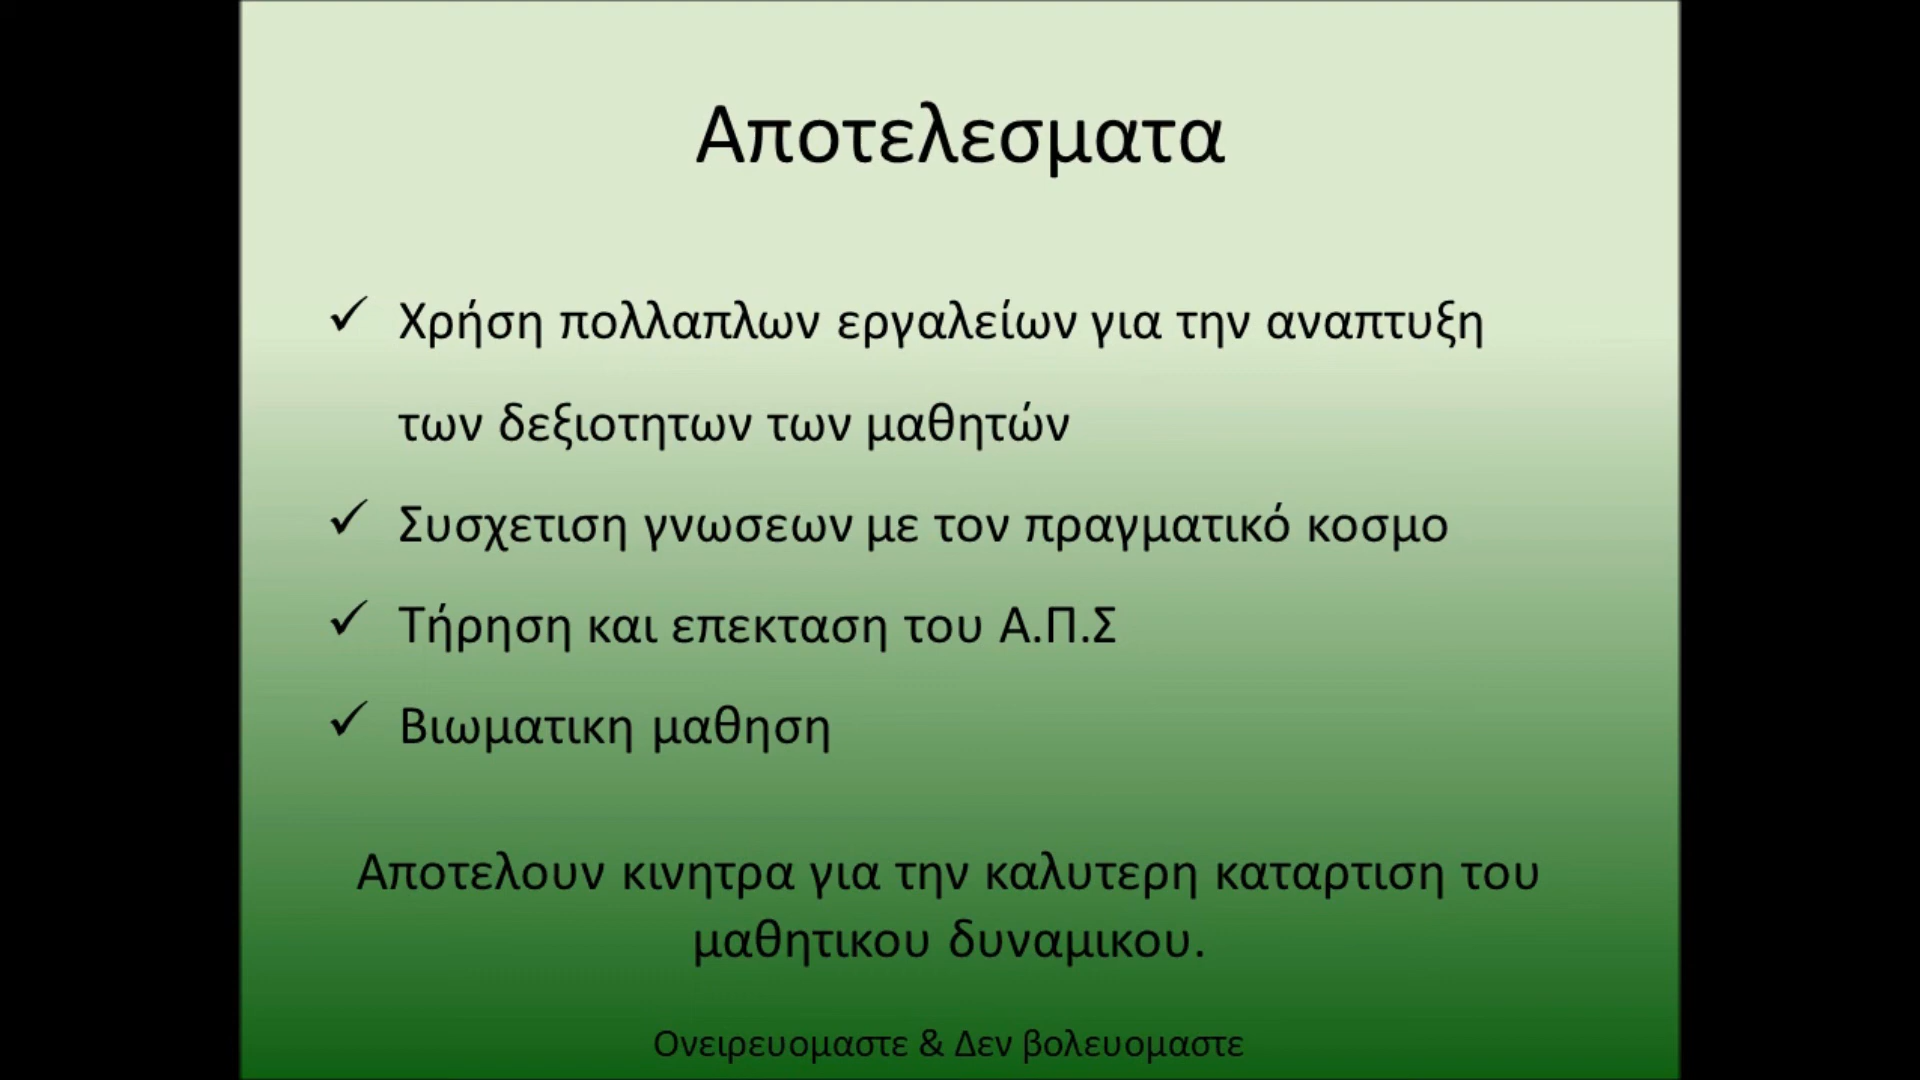 Αποτελεσματα
✓ Χρήση πολλαπλων εργαλείων για την αναπτυξη
των δεξιοτητων των μαθητών
✓ Συσχετιση γνωσεων με τον πραγματικό κοσμο
✓ Τήρηση και επεκταση του Α.Π.Σ
✓ Βιωματικη μαθηση
Αποτελουν κινητρα για την καλυτερη καταρτιση του
μαθητικου δυναμικου.
Ονειρευομαστε & Δεν βολευομαστε